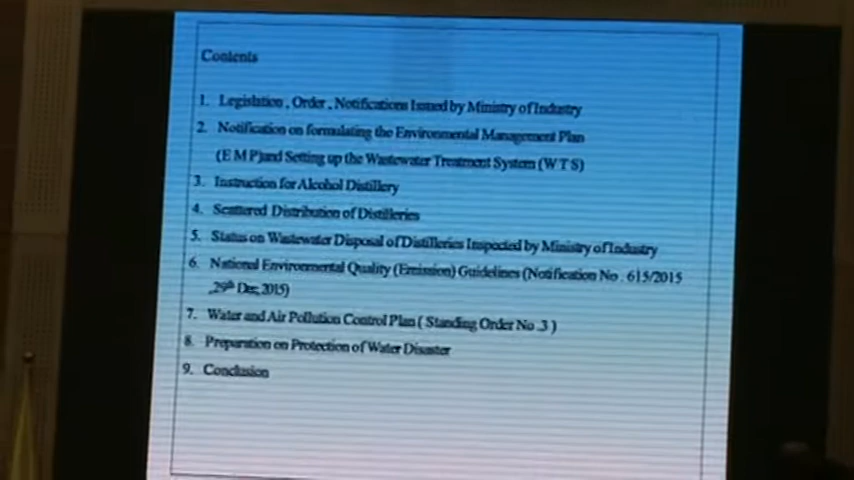 Contents
1. Legislation , Order , Notifications Issued by Ministry of Industry
2. Notification on formulating the Environmental Management Plan
(E M P)and Setting up the Wastewater Treatment System (W T S)
3. Instruction for Alcohol Distillery
4. Scattered Distribution of Distilleries
5. Status on Wastewater Disposal of Distilleries Inspected by Ministry of Industry
6. National Environmental Quality (Emission) Guidelines (Notification No . 615/2015
,29th Dec, 2015)
7. Water and Air Pollution Control Plan ( Standing Order No .3 )
8. Preparation on Protection of Water Disaster
9. Conclusion